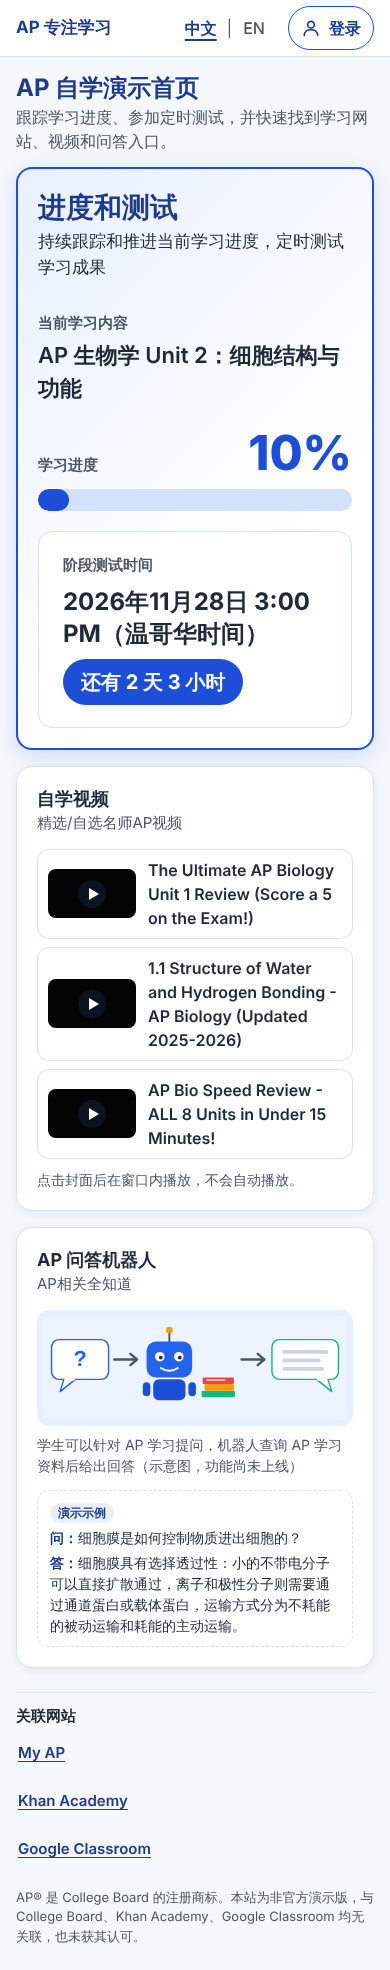 AP 专注学习
中文 | EN
登录
AP 自学演示首页
跟踪学习进度、参加定时测试，并快速找到学习网
站、视频和问答入口。
进度和测试
持续跟踪和推进当前学习进度，定时测试
学习成果
当前学习内容
AP 生物学 Unit 2：细胞结构与
功能
学习进度
10%
阶段测试时间
2026年11月28日 3:00
PM（温哥华时间）
还有 2 天 3 小时
自学视频
精选/自选名师AP视频
The Ultimate AP Biology
Unit 1 Review (Score a 5
on the Exam!)
1.1 Structure of Water
and Hydrogen Bonding -
AP Biology (Updated
2025-2026)
AP Bio Speed Review -
ALL 8 Units in Under 15
Minutes!
点击封面后在窗口内播放，不会自动播放。
AP 问答机器人
AP相关全知道
?
学生可以针对 AP 学习提问，机器人查询 AP 学习
资料后给出回答（示意图，功能尚未上线）
演示示例
问：细胞膜是如何控制物质进出细胞的？
答：细胞膜具有选择透过性：小的不带电分子
可以直接扩散通过，离子和极性分子则需要通
过通道蛋白或载体蛋白，运输方式分为不耗能
的被动运输和耗能的主动运输。
关联网站
My AP
Khan Academy
Google Classroom
AP® 是 College Board 的注册商标。本站为非官方演示版，与
College Board、Khan Academy、Google Classroom 均无
关联，也未获其认可。